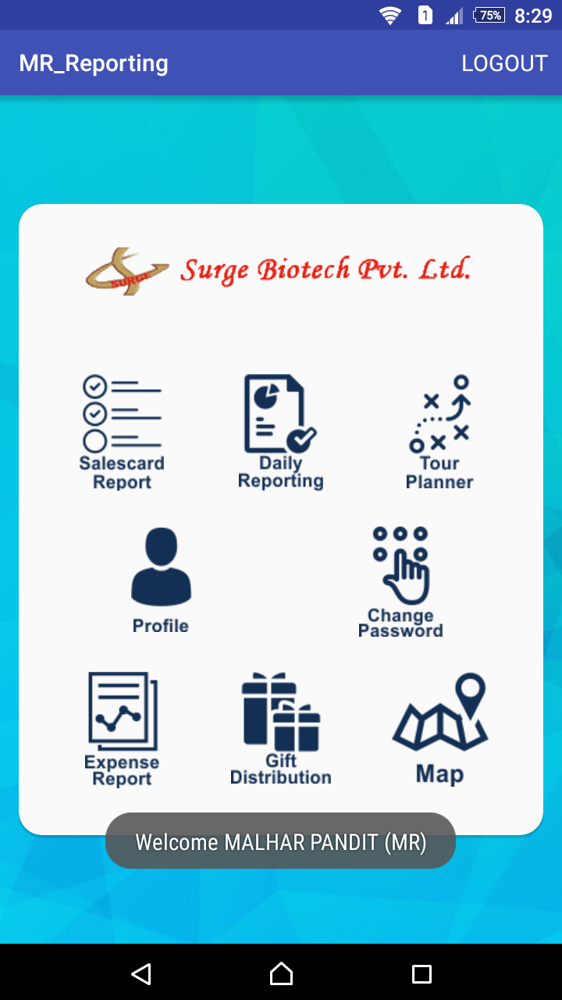 1 75% 8:29
MR_Reporting LOGOUT
SURGE Surge Biotech Pvt. Ltd.
Salescard
Report
Daily
Reporting
Tour
Planner
Profile
Change
Password
Expense
Report
Gift
Distribution
Map
Welcome MALHAR PANDIT (MR)